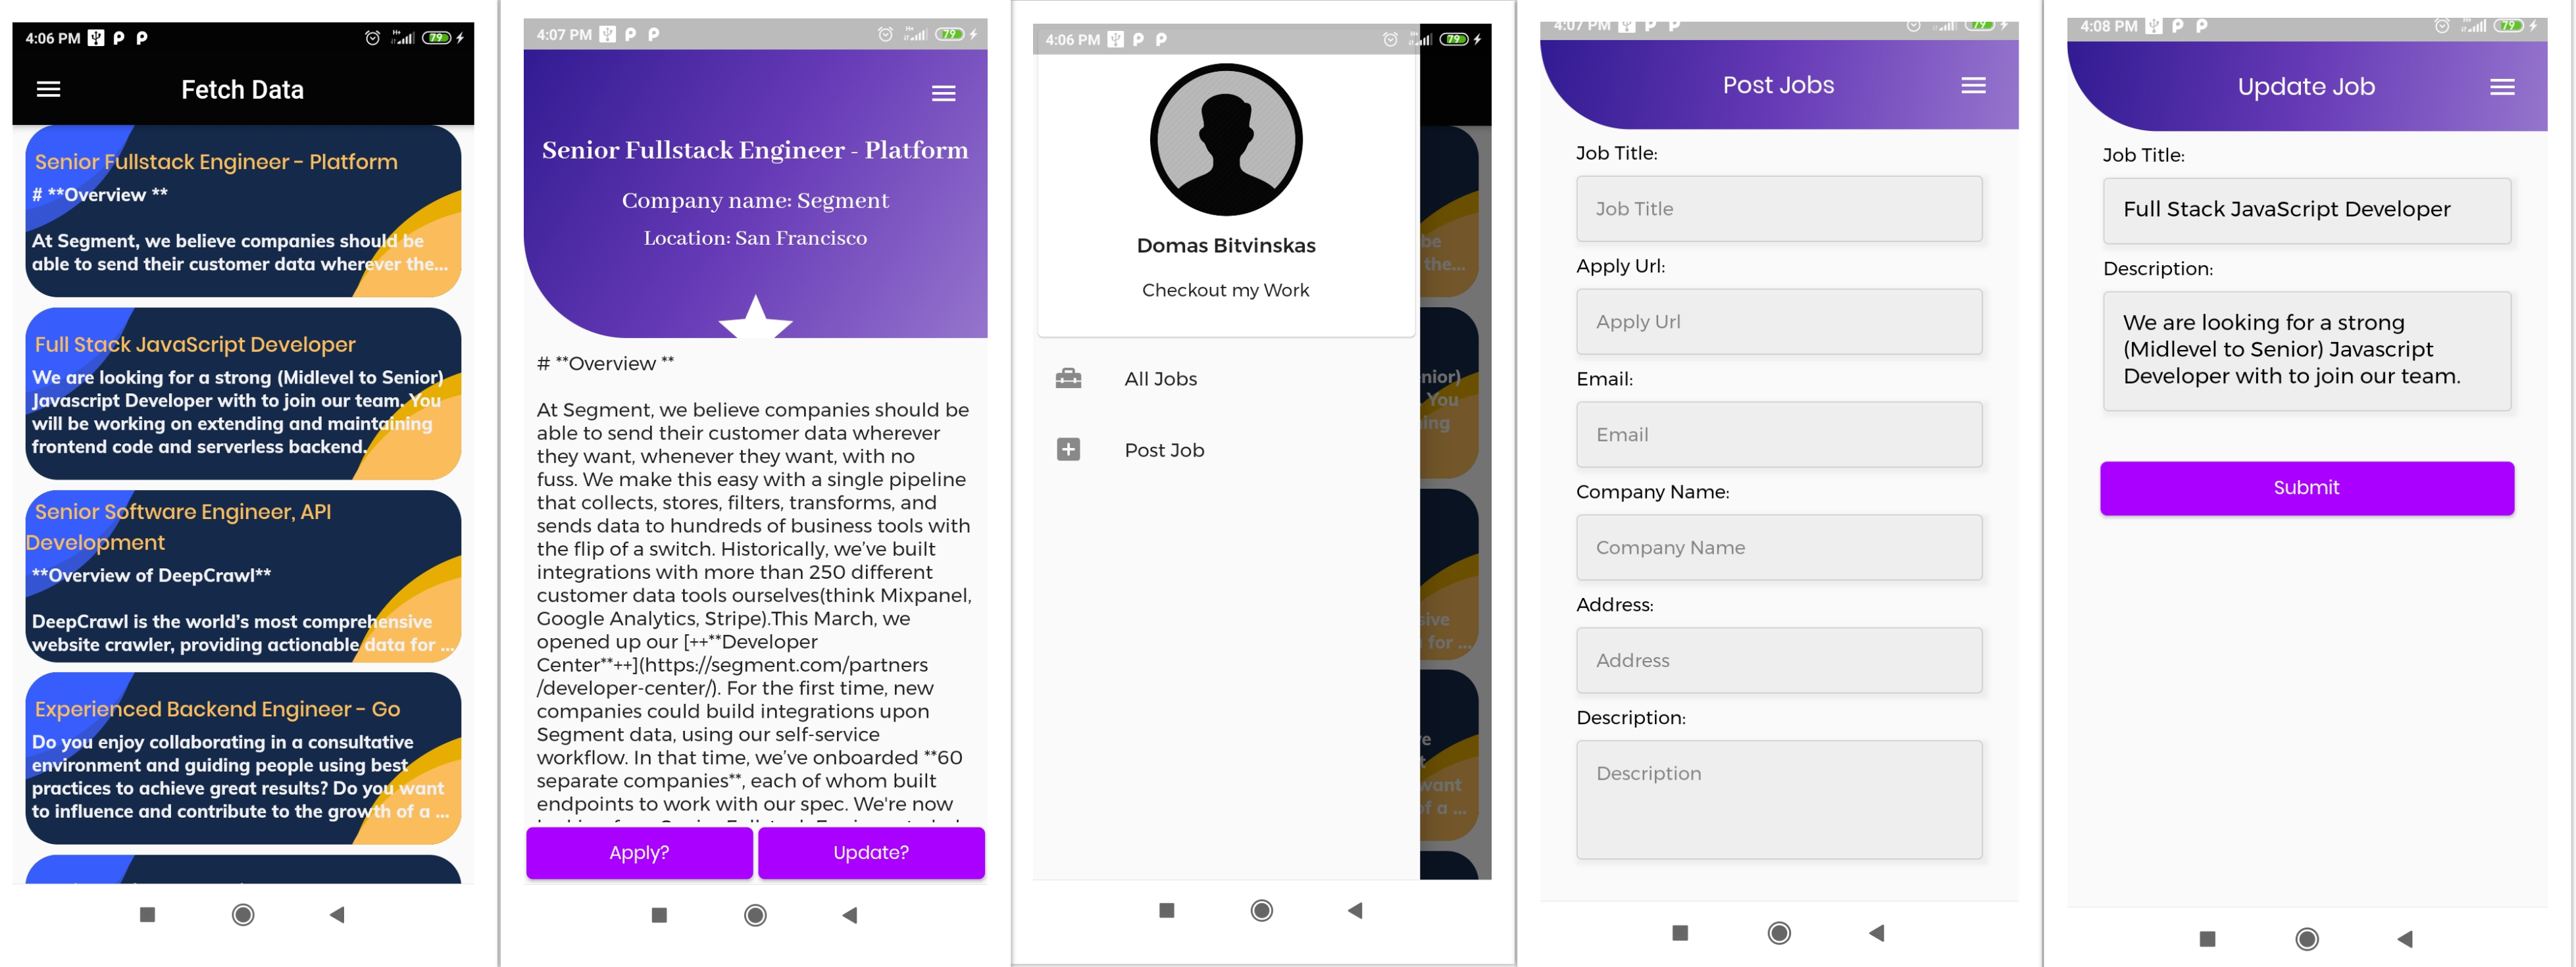 4:06 PM
79
Fetch Data
Senior Fullstack Engineer - Platform
# **Overview **
At Segment, we believe companies should be
able to send their customer data wherever the...
Full Stack JavaScript Developer
We are looking for a strong (Midlevel to Senior)
Javascript Developer with to join our team. You
will be working on extending and maintaining
frontend code and serverless backend.
Senior Software Engineer, API
Development
**Overview of DeepCrawl**
DeepCrawl is the world's most comprehensive
website crawler, providing actionable data for ...
Experienced Backend Engineer - Go
Do you enjoy collaborating in a consultative
environment and guiding people using best
practices to achieve great results? Do you want
to influence and contribute to the growth of a ...
4:07 PM
79
Senior Fullstack Engineer - Platform
Company name: Segment
Location: San Francisco
# **Overview **
At Segment, we believe companies should be
able to send their customer data wherever
they want, whenever they want, with no
fuss. We make this easy with a single pipeline
that collects, stores, filters, transforms, and
sends data to hundreds of business tools with
the flip of a switch. Historically, we've built
integrations with more than 250 different
customer data tools ourselves(think Mixpanel,
Google Analytics, Stripe).This March, we
opened up our [++**Developer
Center**++](https://segment.com/partners
/developer-center/). For the first time, new
companies could build integrations upon
Segment data, using our self-service
workflow. In that time, we've onboarded **60
separate companies**, each of whom built
endpoints to work with our spec. We're now
Apply?
Update?
4:06 PM
79
Domas Bitvinskas
Checkout my Work
All Jobs
Post Job
be
the...
nior)
You
ing
sive
for ...
e
t
want
of a ...
4:07 PM
79
Post Jobs
Job Title:
Job Title
Apply Url:
Apply Url
Email:
Email
Company Name:
Company Name
Address:
Address
Description:
Description
4:08 PM
79
Update Job
Job Title:
Full Stack JavaScript Developer
Description:
We are looking for a strong
(Midlevel to Senior) Javascript
Developer with to join our team.
Submit